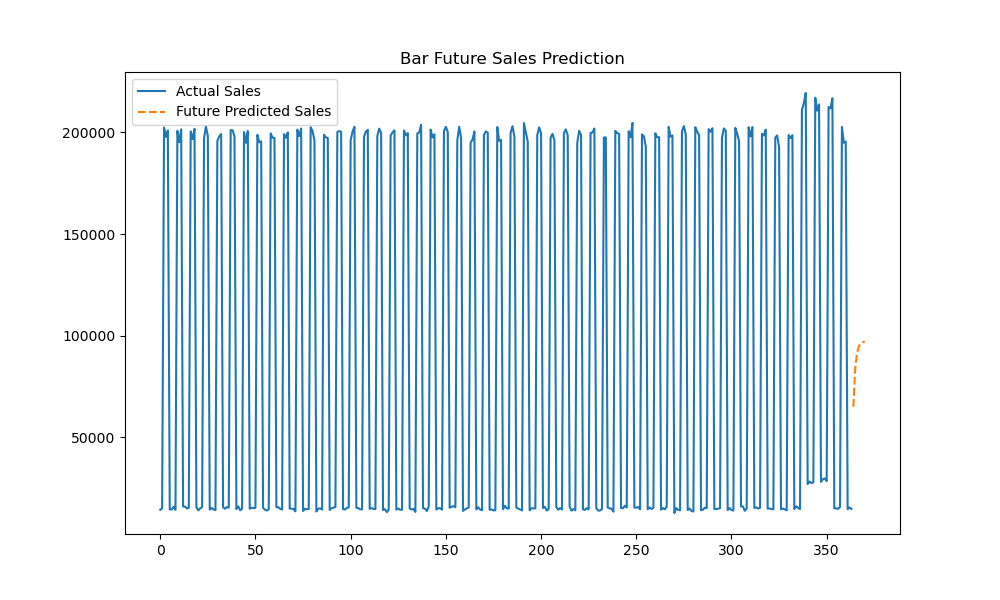 Bar Future Sales Prediction
Actual Sales
Future Predicted Sales
200000
150000
100000
50000
0 50 100 150 200 250 300 350